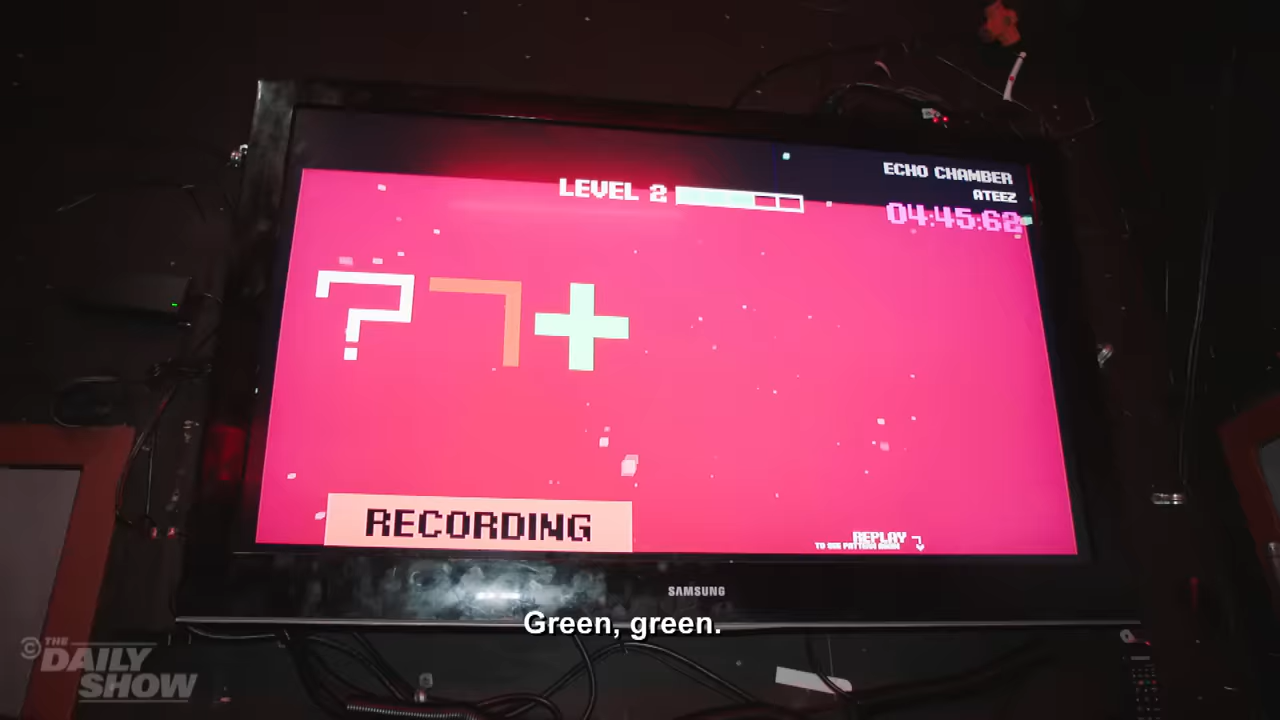 ECHO CHAMBER
LEVEL 2
ATEEZ
04:45:62
?
RECORDING
REPLAY
SAMSUNG
Green, green.
© THE
DAILY
SHOW